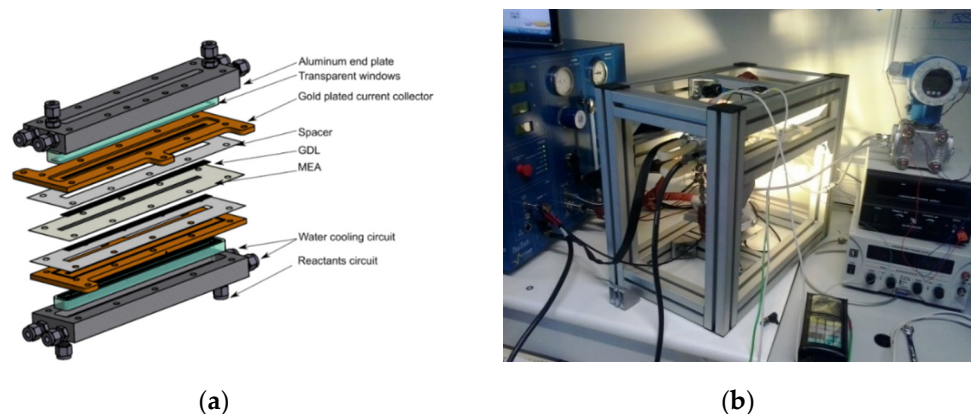 Aluminum end plate
Transparent windows
Gold plated current collector
Spacer
GDL
MEA
Water cooling circuit
Reactants circuit
(a)
(b)